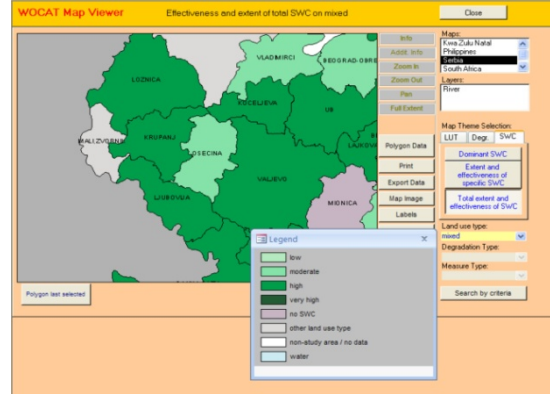 WOCAT Map Viewer
Effectiveness and extent of total SWC on mixed
Close
Info
Addit. Info
Zoom In
Zoom Out
Pan
Full Extent
Polygon Data
Print
Export Data
Map Image
Labels
Maps:
Kwa Zulu Natal
Philippines
Serbia
South Africa
Layers:
River
Map Theme Selection:
LUT
Degr.
SWC
Dominant SWC
Extent and
effectiveness of
specific SWC
Total extent and
effectiveness of SWC
Land use type:
mixed
Degradation Type:
Measure Type:
Search by criteria
VLADIMIRCI
LOZNICA
KOCELJEVA
UB
KRUPANJ
OSECINA
VALJEVO
LJUBOVIJA
MIONICA
Legend
low
moderate
high
very high
no SWC
other land use type
non-study area / no data
water
Polygon last selected